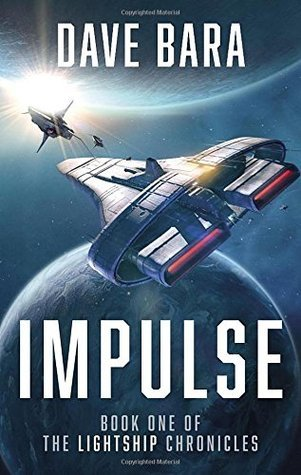 DAVE BARA
IMPULSE
BOOK ONE OF
THE LIGHTSHIP CHRONICLES